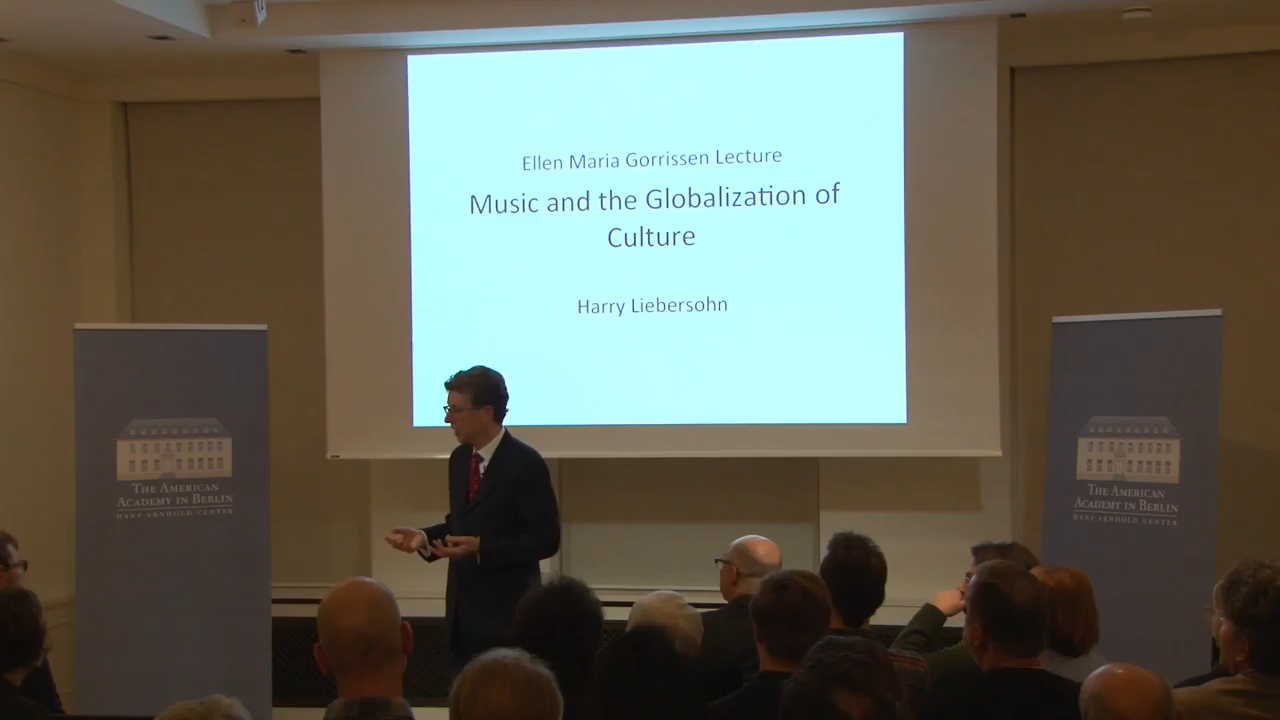 Ellen Maria Gorrissen Lecture
Music and the Globalization of
Culture
Harry Liebersohn
THE AMERICAN
ACADEMY IN BERLIN
HANS ARNHOLD CENTER
THE AMERICAN
ACADEMY IN BERLIN
HANS ARNHOLD CENTER